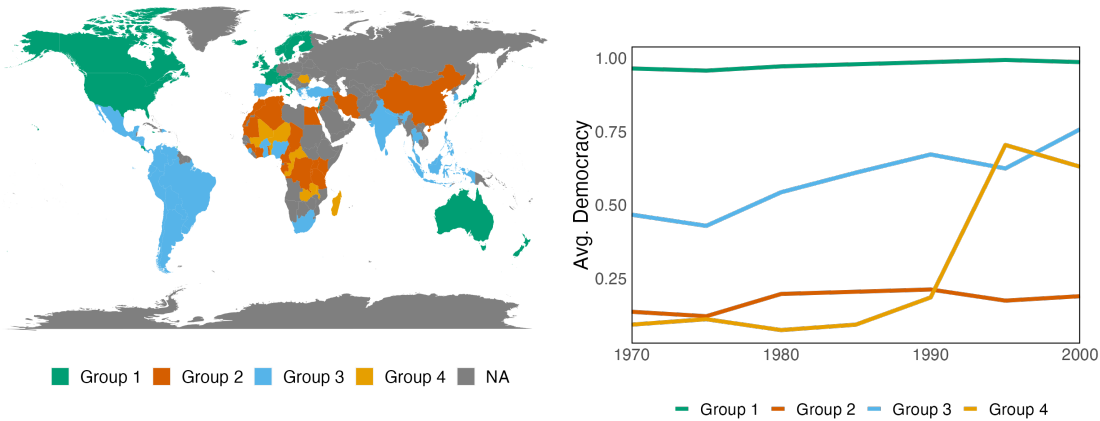 Group 1 Group 2 Group 3 Group 4 NA
Avg. Democracy
1.00
0.75
0.50
0.25
1970 1980 1990 2000
Group 1 Group 2 Group 3 Group 4